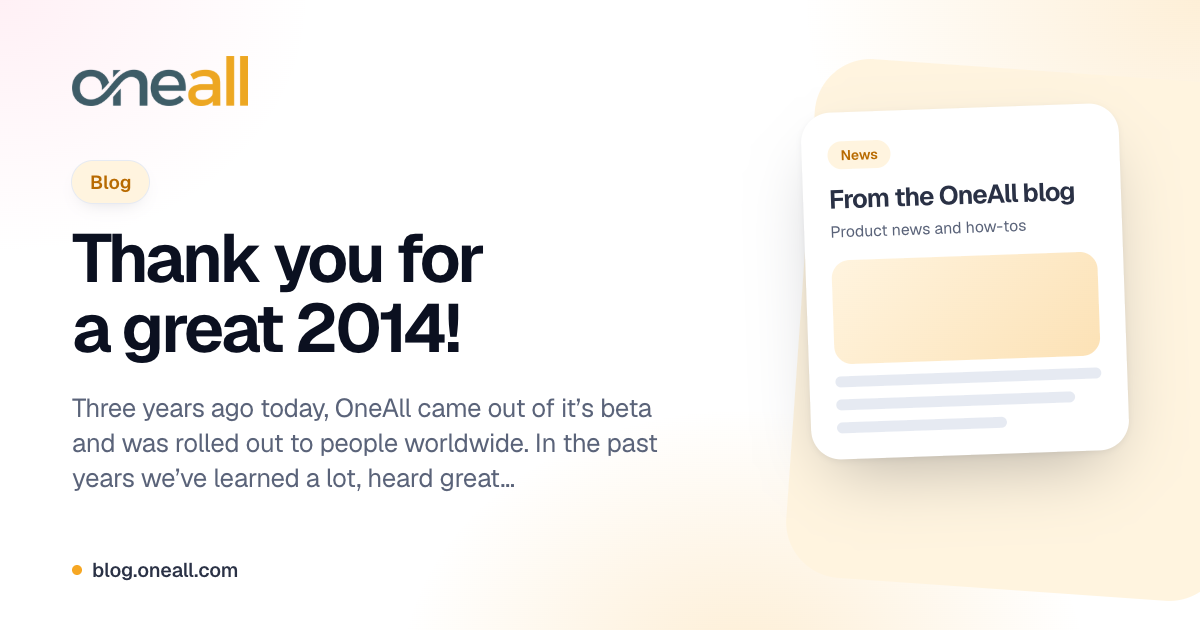 oneall
Blog
Thank you for
a great 2014!
Three years ago today, OneAll came out of it’s beta
and was rolled out to people worldwide. In the past
years we’ve learned a lot, heard great...
blog.oneall.com
News
From the OneAll blog
Product news and how-tos